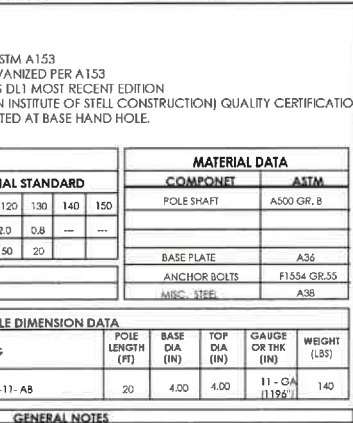 STM A153
VANIZED PER A153
S DL1 MOST RECENT EDITION
N INSTITUTE OF STELL CONSTRUCTION) QUALITY CERTIFICATIO
TED AT BASE HAND HOLE.
MATERIAL DATA
IAL STANDARD
COMPONET ASTM
120 130 140 150
POLE SHAFT A500 GR. B
2.0 0.8 --- ---
50 20
BASE PLATE A36
ANCHOR BOLTS F1554 GR.55
MISC. STEEL A38
LE DIMENSION DATA
POLE LENGTH (FT) BASE DIA (IN) TOP DIA (IN) GAUGE OR THK (IN) WEIGHT (LBS)
-11- AB 20 4.00 4.00 11 - GA (1196") 140
GENERAL NOTES